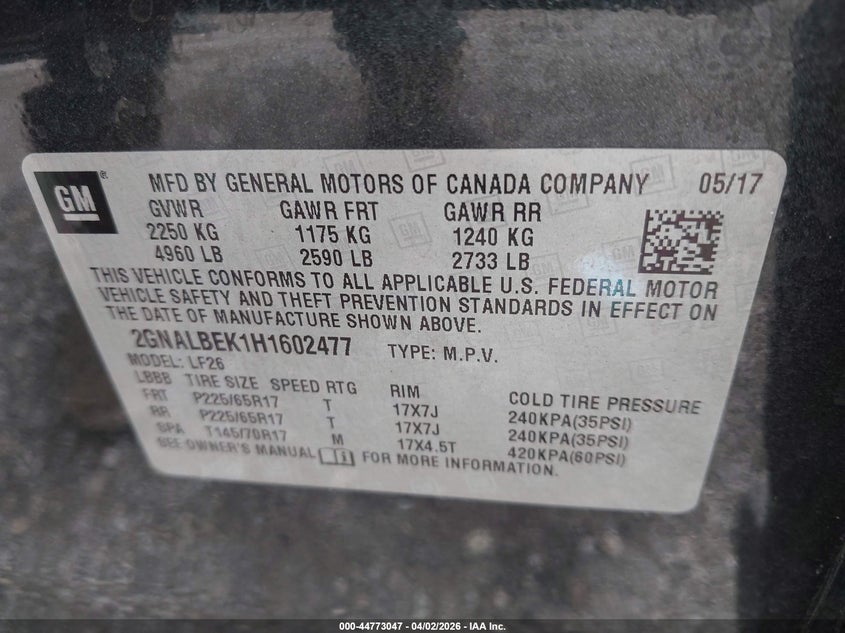 GM
MFD BY GENERAL MOTORS OF CANADA COMPANY 05/17
GVWR GAWR FRT GAWR RR
2250 KG 1175 KG 1240 KG
4960 LB 2590 LB 2733 LB
THIS VEHICLE CONFORMS TO ALL APPLICABLE U.S. FEDERAL MOTOR
VEHICLE SAFETY AND THEFT PREVENTION STANDARDS IN EFFECT ON
THE DATE OF MANUFACTURE SHOWN ABOVE.
2GNALBEK1H1602477 TYPE: M.P.V.
MODEL: LF26
LBBB TIRE SIZE SPEED RTG RIM COLD TIRE PRESSURE
FRT P225/65R17 T 17X7J 240KPA(35PSI)
RR P225/65R17 T 17X7J 240KPA(35PSI)
SPA T145/70R17 M 17X4.5T 420KPA(60PSI)
SEE OWNER'S MANUAL FOR MORE INFORMATION.
000-44773047 - 04/02/2026 - IAA Inc.